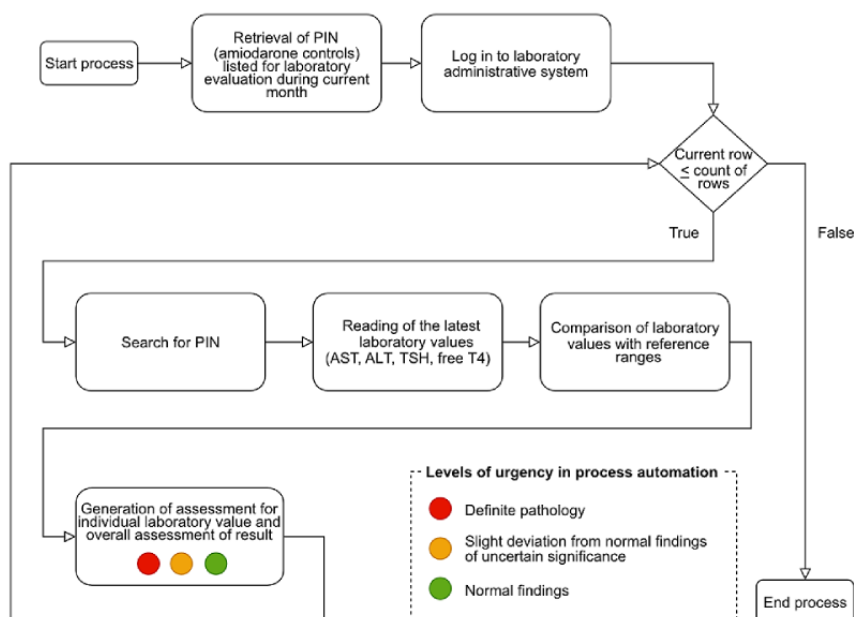 Start process
Retrieval of PIN
(amiodarone controls)
listed for laboratory
evaluation during current
month
Log in to laboratory
administrative system
Current row
≤ count of
rows
True
False
Search for PIN
Reading of the latest
laboratory values
(AST, ALT, TSH, free T4)
Comparison of laboratory
values with reference
ranges
Generation of assessment for
individual laboratory value and
overall assessment of result
Levels of urgency in process automation
Definite pathology
Slight deviation from normal findings
of uncertain significance
Normal findings
End process